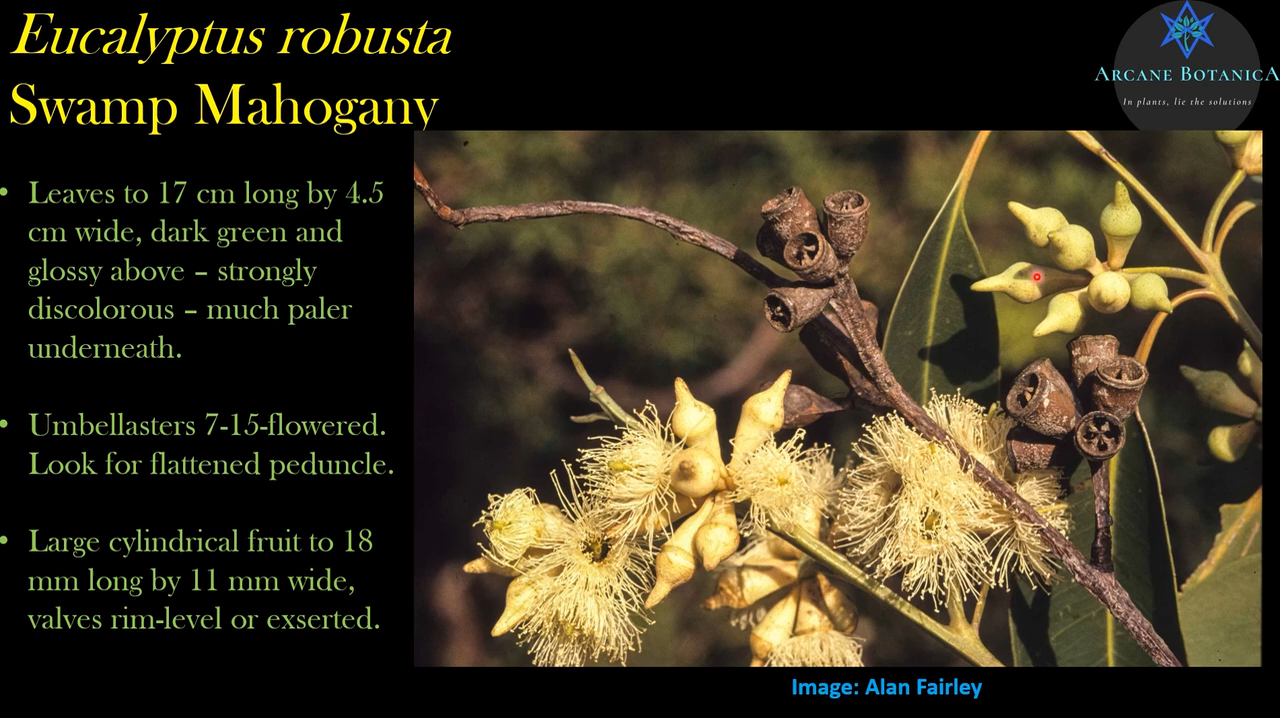 Eucalyptus robusta
Swamp Mahogany
ARCANE BOTANICA
In plants, lie the solutions
• Leaves to 17 cm long by 4.5
cm wide, dark green and
glossy above – strongly
discolorous – much paler
underneath.
• Umbellasters 7-15-flowered.
Look for flattened peduncle.
• Large cylindrical fruit to 18
mm long by 11 mm wide,
valves rim-level or exserted.
Image: Alan Fairley